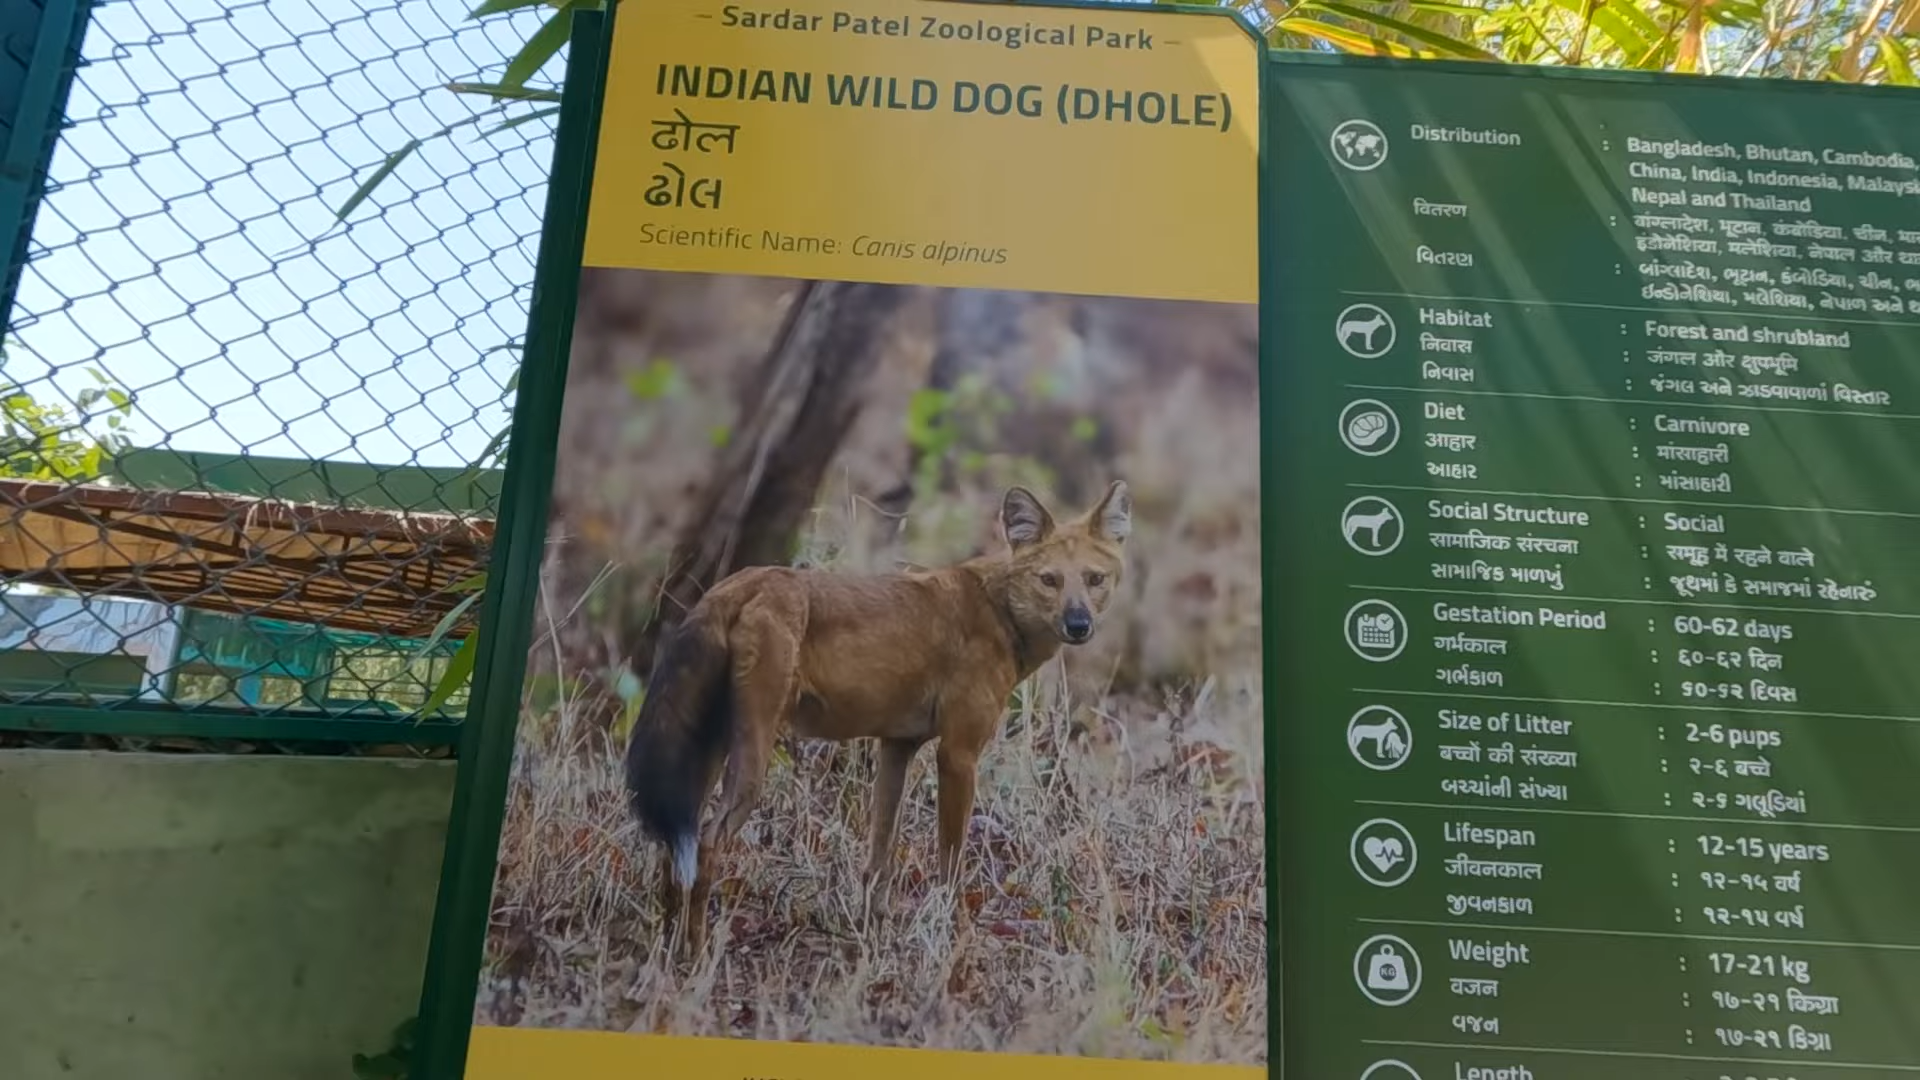 – Sardar Patel Zoological Park –
INDIAN WILD DOG (DHOLE)
ढोल
ઢોલ
Scientific Name: Canis alpinus
Distribution : Bangladesh, Bhutan, Cambodia,
China, India, Indonesia, Malaysi
Nepal and Thailand
वितरण : बांग्लादेश, भूटान, कंबोडिया, चीन,
इंडोनेशिया, मलेशिया, नेपाल और
વિતરણ : બાંગ્લાદેશ, ભૂટાન, કંબોડિયા, ચીન,
ઇન્ડોનેશિયા, મલેશિયા, નેપાળ અને
Habitat : Forest and shrubland
निवास : जंगल और क्षुपभूमि
નિવાસ : જંગલ અને ઝાડવાવાળાં વિસ્તાર
Diet : Carnivore
आहार : मांसाहारी
આહાર : માંસાહારી
Social Structure : Social
सामाजिक संरचना : समूह में रहने वाले
સામાજિક માળખું : જૂથમાં કે સમાજમાં રહેનારું
Gestation Period : 60-62 days
गर्भकाल : ६०-६२ दिन
ગર્ભકાળ : ૬૦-૬૨ દિવસ
Size of Litter : 2-6 pups
बच्चों की संख्या : २-६ बच्चे
બચ્ચાંની સંખ્યા : ૨-૬ ગલૂડિયાં
Lifespan : 12-15 years
जीवनकाल : १२-१५ वर्ष
જીવનકાળ : ૧૨-૧૫ વર્ષ
Weight : 17-21 kg
वजन : १७-२१ किग्रा
વજન : ૧૭-૨૧ કિગ્રા
KG
Length